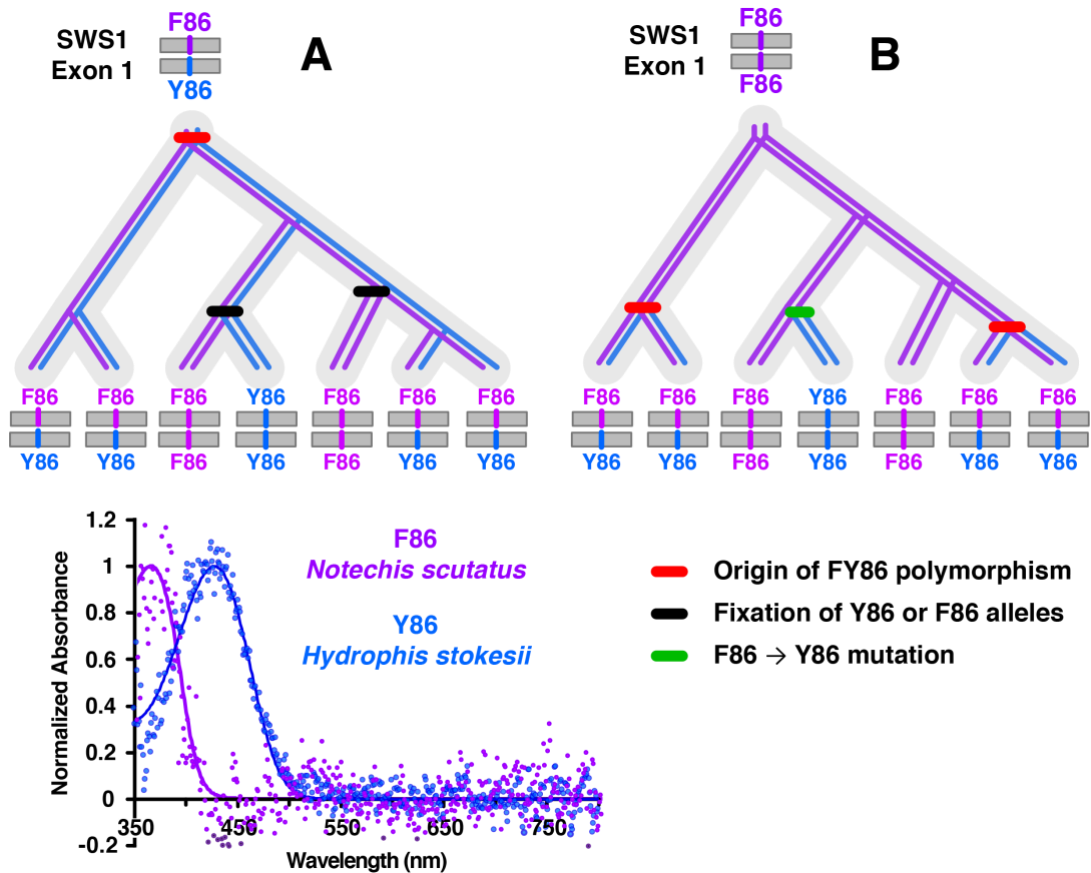 F86
SWS1
Exon 1
Y86
A
F86
SWS1
Exon 1
F86
B
F86 F86 F86 Y86 F86 F86 F86
Y86 Y86 F86 Y86 F86 Y86 Y86
F86 F86 F86 Y86 F86 F86 F86
Y86 Y86 F86 Y86 F86 Y86 Y86
1.2
1
0.8
0.6
0.4
0.2
0
-0.2
Normalized Absorbance
350 450 550 650 750
Wavelength (nm)
F86
Notechis scutatus
Y86
Hydrophis stokesii
Origin of FY86 polymorphism
Fixation of Y86 or F86 alleles
F86 → Y86 mutation